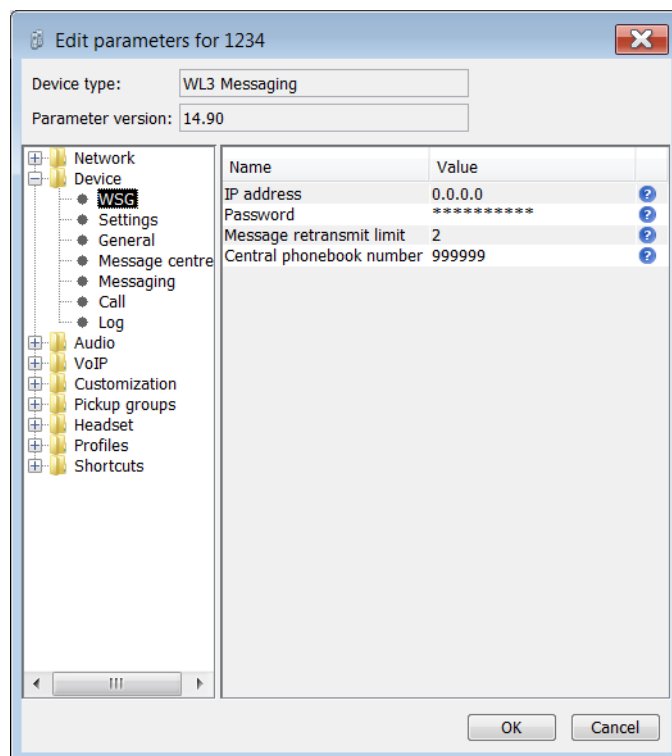 Edit parameters for 1234
Device type: WL3 Messaging
Parameter version: 14.90
Network
Device
WSG
Settings
General
Message centre
Messaging
Call
Log
Audio
VoIP
Customization
Pickup groups
Headset
Profiles
Shortcuts
Name Value
IP address 0.0.0.0 ?
Password ********** ?
Message retransmit limit 2 ?
Central phonebook number 999999 ?
OK Cancel